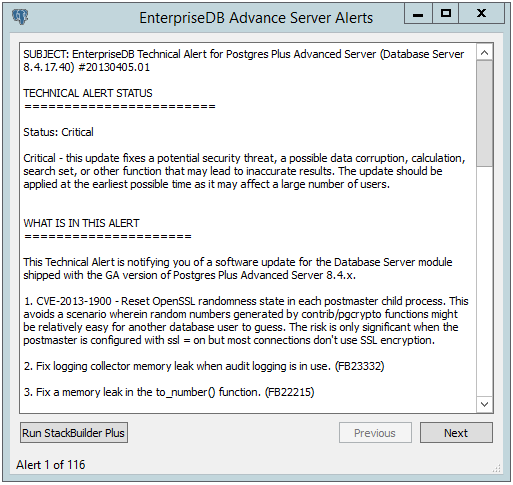 EnterpriseDB Advance Server Alerts
SUBJECT: EnterpriseDB Technical Alert for Postgres Plus Advanced Server (Database Server
8.4.17.40) #20130405.01
TECHNICAL ALERT STATUS
========================
Status: Critical
Critical - this update fixes a potential security threat, a possible data corruption, calculation,
search set, or other function that may lead to inaccurate results. The update should be
applied at the earliest possible time as it may affect a large number of users.
WHAT IS IN THIS ALERT
=====================
This Technical Alert is notifying you of a software update for the Database Server module
shipped with the GA version of Postgres Plus Advanced Server 8.4.x.
1. CVE-2013-1900 - Reset OpenSSL randomness state in each postmaster child process. This
avoids a scenario wherein random numbers generated by contrib/pgcrypto functions might
be relatively easy for another database user to guess. The risk is only significant when the
postmaster is configured with ssl = on but most connections don't use SSL encryption.
2. Fix logging collector memory leak when audit logging is in use. (FB23332)
3. Fix a memory leak in the to_number() function. (FB22215)
Run StackBuilder Plus
Previous
Next
Alert 1 of 116